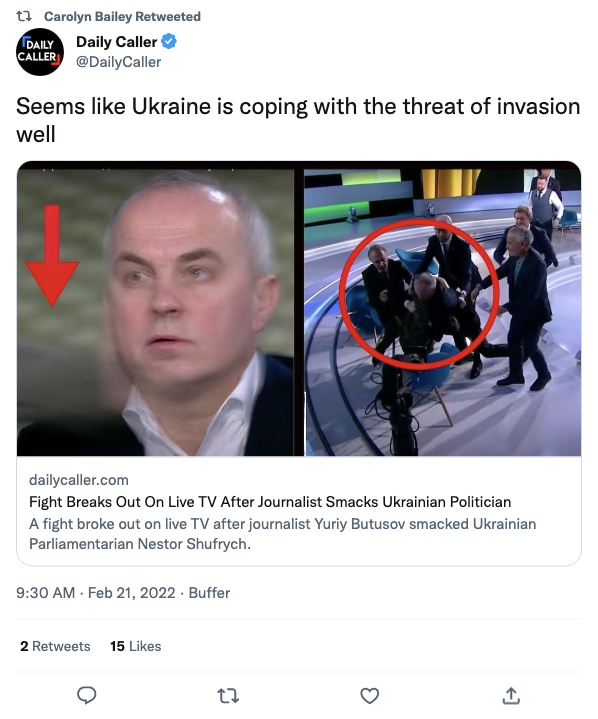 Carolyn Bailey Retweeted
DAILY
CALLER
Daily Caller
@DailyCaller
Seems like Ukraine is coping with the threat of invasion
well
dailycaller.com
Fight Breaks Out On Live TV After Journalist Smacks Ukrainian Politician
A fight broke out on live TV after journalist Yuriy Butusov smacked Ukrainian
Parliamentarian Nestor Shufrych.
9:30 AM · Feb 21, 2022 · Buffer
2 Retweets 15 Likes